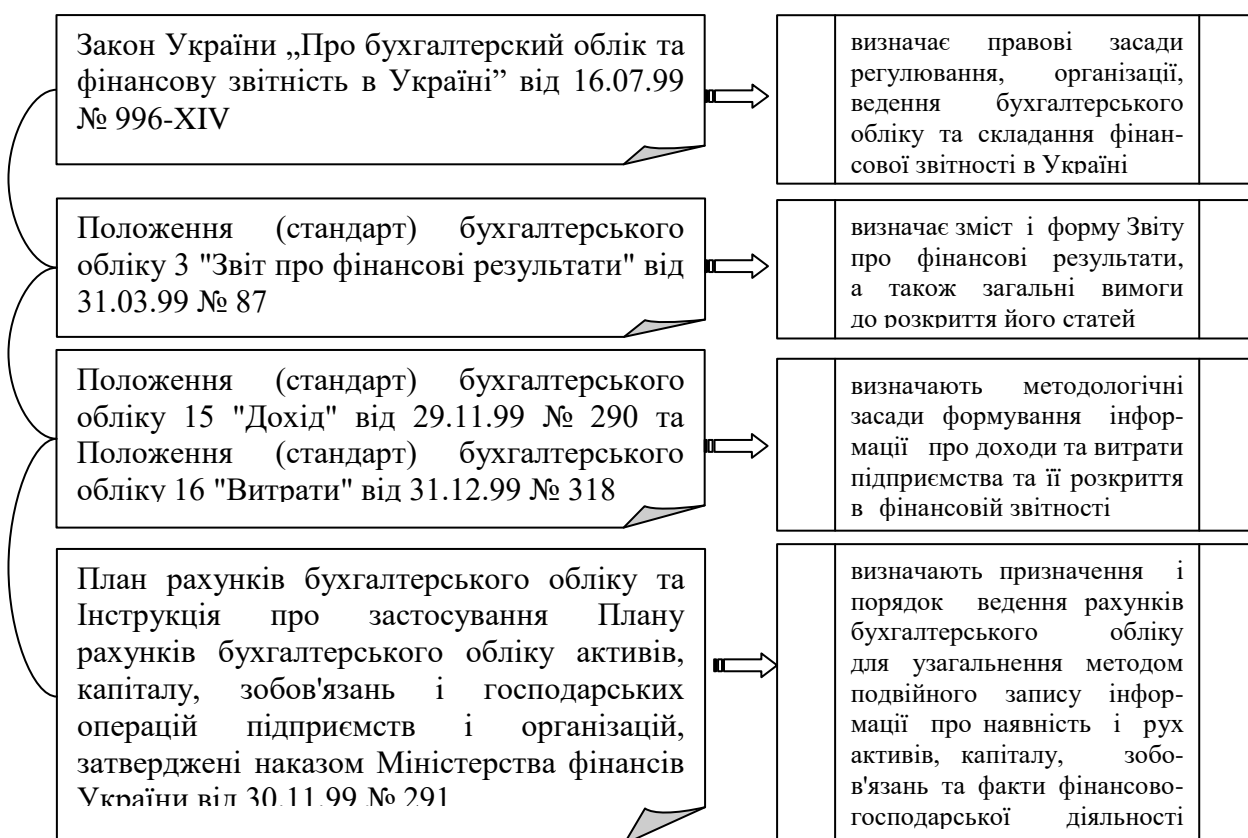 Закон України „Про бухгалтерский облік та
фінансову звітність в Україні” від 16.07.99
№ 996-XIV
визначає правові засади
регулювання, організації,
ведення бухгалтерського
обліку та складання фінан-
сової звітності в Україні
Положення (стандарт) бухгалтерського
обліку 3 "Звіт про фінансові результати" від
31.03.99 № 87
визначає зміст і форму Звіту
про фінансові результати,
а також загальні вимоги
до розкриття його статей
Положення (стандарт) бухгалтерського
обліку 15 "Дохід" від 29.11.99 № 290 та
Положення (стандарт) бухгалтерського
обліку 16 "Витрати" від 31.12.99 № 318
визначають методологічні
засади формування інфор-
мації про доходи та витрати
підприємства та її розкриття
в фінансовій звітності
План рахунків бухгалтерського обліку та
Інструкція про застосування Плану
рахунків бухгалтерського обліку активів,
капіталу, зобов'язань і господарських
операцій підприємств і організацій,
затверджені наказом Міністерства фінансів
України від 30.11.99 № 291
визначають призначення і
порядок ведення рахунків
бухгалтерського обліку
для узагальнення методом
подвійного запису інфор-
мації про наявність і рух
активів, капіталу, зобо-
в'язань та факти фінансово-
господарської діяльності